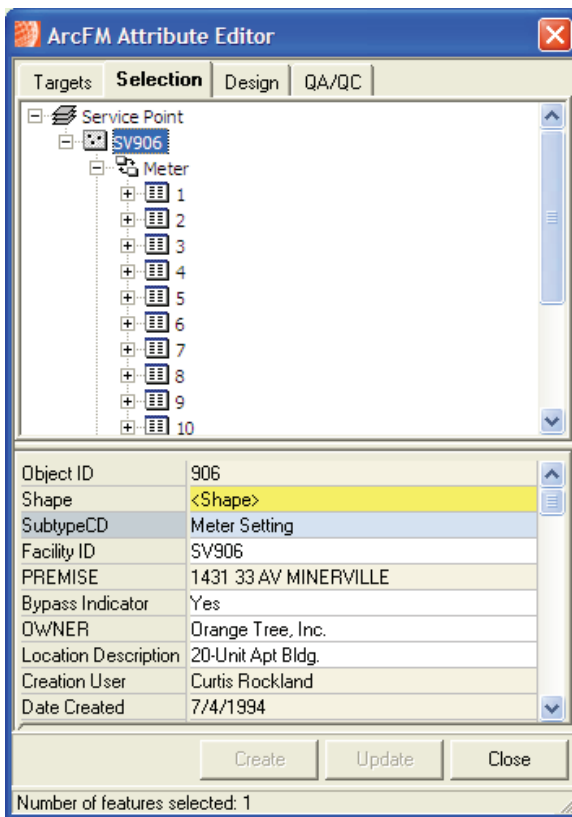 ArcFM Attribute Editor
Targets Selection Design QA/QC
Service Point
SV906
Meter
1
2
3
4
5
6
7
8
9
10
Object ID 906
Shape <Shape>
SubtypeCD Meter Setting
Facility ID SV906
PREMISE 1431 33 AV MINERVILLE
Bypass Indicator Yes
OWNER Orange Tree, Inc.
Location Description 20-Unit Apt Bldg.
Creation User Curtis Rockland
Date Created 7/4/1994
Create Update Close
Number of features selected: 1